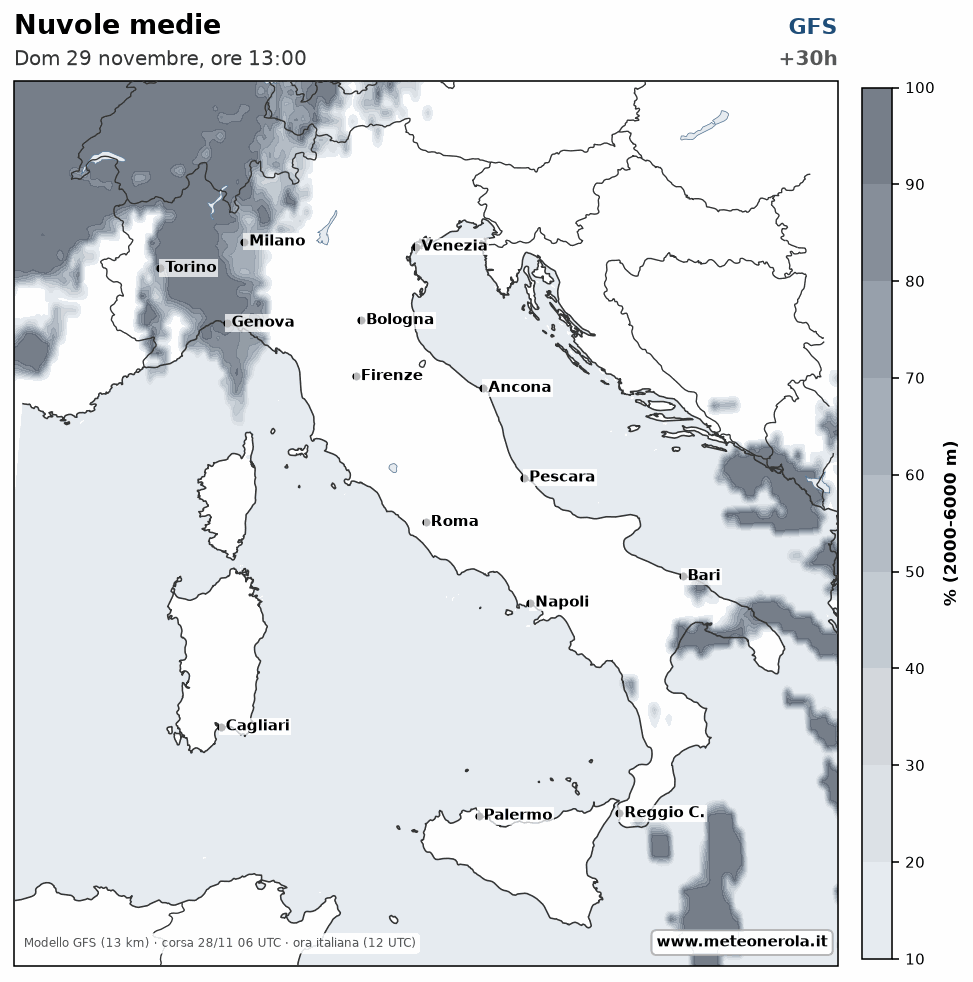 Nuvole medie
GFS
Dom 29 novembre, ore 13:00
+30h
100
90
80
70
60
50
40
30
20
10
% (2000-6000 m)
Milano
Venezia
Torino
Genova
Bologna
Firenze
Ancona
Pescara
Roma
Bari
Napoli
Cagliari
Palermo
Reggio C.
Modello GFS (13 km) · corsa 28/11 06 UTC · ora italiana (12 UTC)
www.meteonerola.it